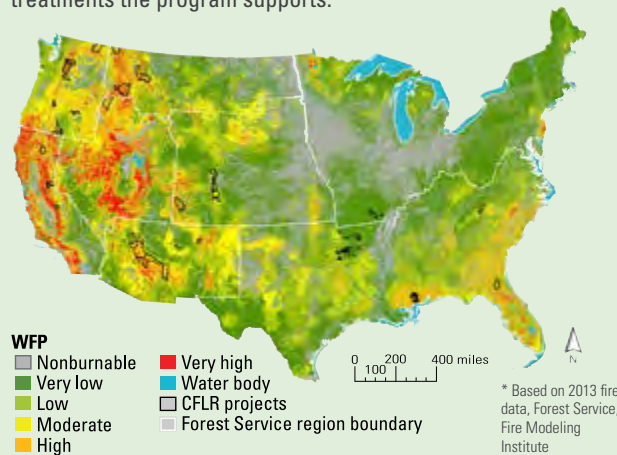 treatments the program supports.
WFP
Nonburnable
Very low
Low
Moderate
High
Very high
Water body
CFLR projects
Forest Service region boundary
0 200 400 miles
100
N
* Based on 2013 fire
data, Forest Service,
Fire Modeling
Institute